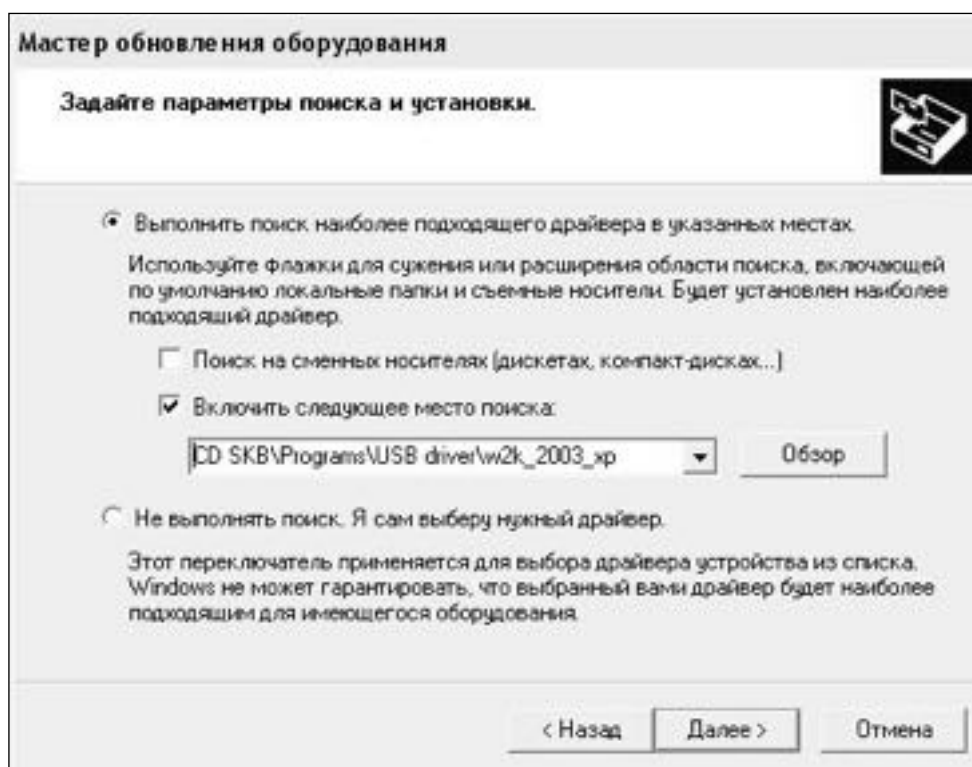 Мастер обновления оборудования
Задайте параметры поиска и установки.
Выполнить поиск наиболее подходящего драйвера в указанных местах.
Используйте флажки для сужения или расширения области поиска, включающей
по умолчанию локальные папки и съемные носители. Будет установлен наиболее
подходящий драйвер.
Поиск на сменных носителях (дискетах, компакт-дисках...)
Включить следующее место поиска:
CD SKB\Programs\USB driver\w2k_2003_xp
Обзор
Не выполнять поиск. Я сам выберу нужный драйвер.
Этот переключатель применяется для выбора драйвера устройства из списка.
Windows не может гарантировать, что выбранный вами драйвер будет наиболее
подходящим для имеющегося оборудования.
< Назад
Далее >
Отмена